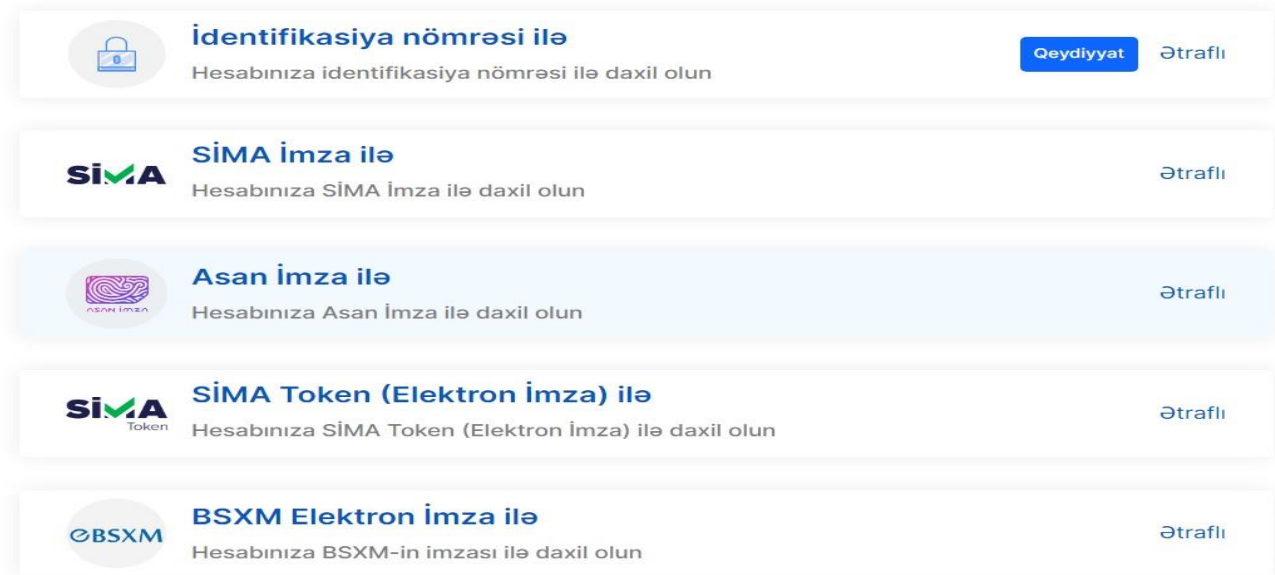 İdentifikasiya nömrəsi ilə
Hesabınıza identifikasiya nömrəsi ilə daxil olun
Qeydiyyat
Ətraflı
SİMA
SİMA İmza ilə
Hesabınıza SİMA İmza ilə daxil olun
Ətraflı
ASAN İMZA
Asan İmza ilə
Hesabınıza Asan İmza ilə daxil olun
Ətraflı
SİMA
Token
SİMA Token (Elektron İmza) ilə
Hesabınıza SİMA Token (Elektron İmza) ilə daxil olun
Ətraflı
eBSXM
BSXM Elektron İmza ilə
Hesabınıza BSXM-in imzası ilə daxil olun
Ətraflı